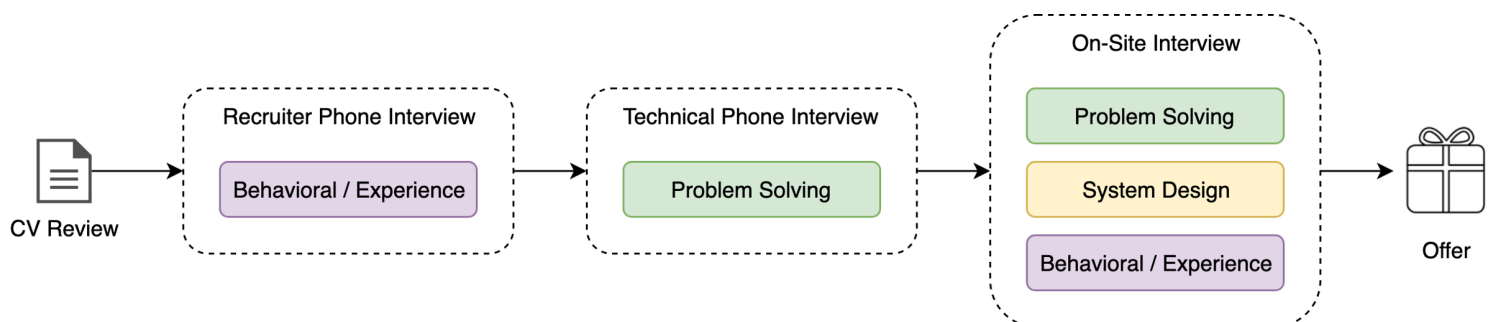 CV Review
Recruiter Phone Interview
Behavioral / Experience
Technical Phone Interview
Problem Solving
On-Site Interview
Problem Solving
System Design
Behavioral / Experience
Offer